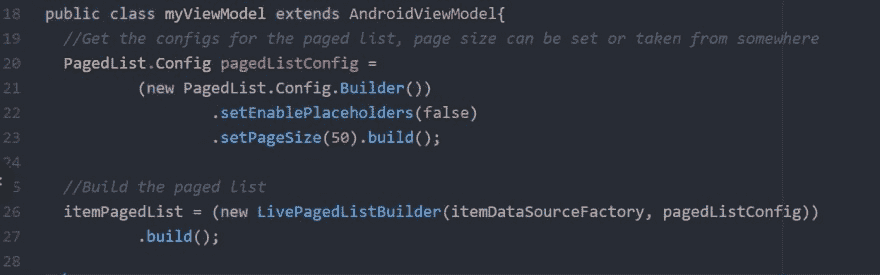 18 public class myViewModel extends AndroidViewModel{
19 //Get the configs for the paged list, page size can be set or taken from somewhere
20 PagedList.Config pagedListConfig =
21 (new PagedList.Config.Builder())
22 .setEnablePlaceholders(false)
23 .setPageSize(50).build();
24
5 //Build the paged list
26 itemPagedList = (new LivePagedListBuilder(itemDataSourceFactory, pagedListConfig))
27 .build();
28